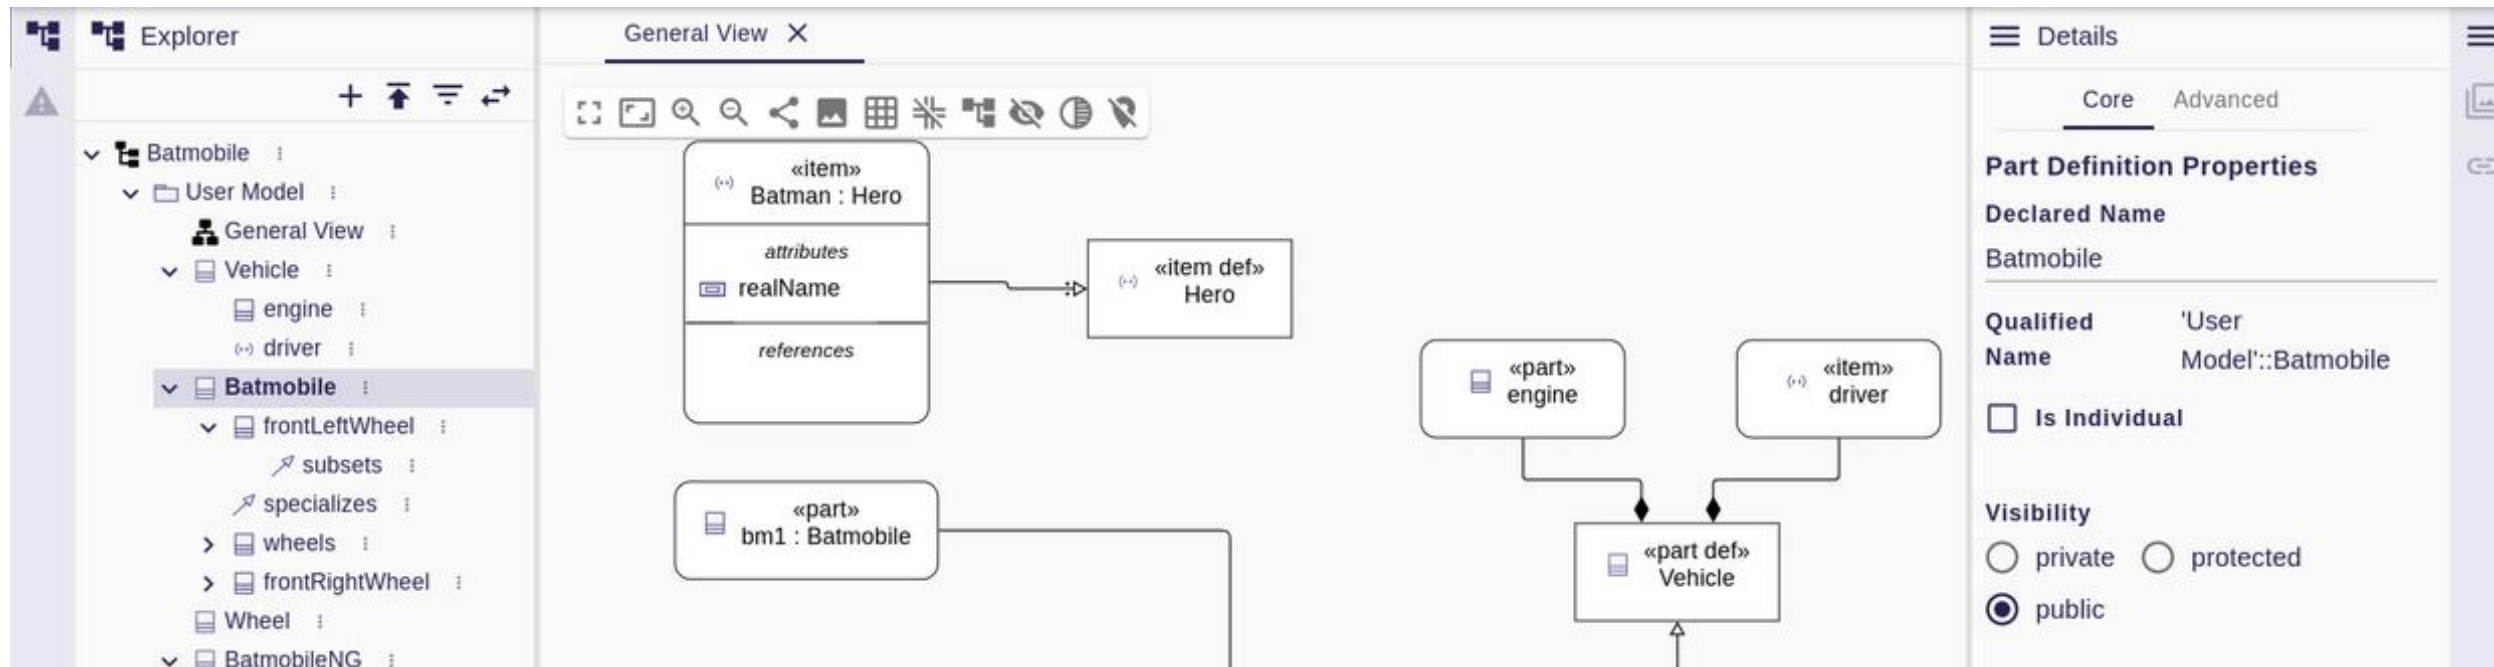 Explorer
Batmobile
User Model
General View
Vehicle
engine
driver
Batmobile
frontLeftWheel
subsets
specializes
wheels
frontRightWheel
Wheel
BatmobileNG
General View
«item»
Batman : Hero
attributes
realName
references
«item def»
Hero
«part»
engine
«item»
driver
«part»
bm1 : Batmobile
«part def»
Vehicle
Details
Core Advanced
Part Definition Properties
Declared Name
Batmobile
Qualified 'User
Name Model'::Batmobile
Is Individual
Visibility
private protected
public